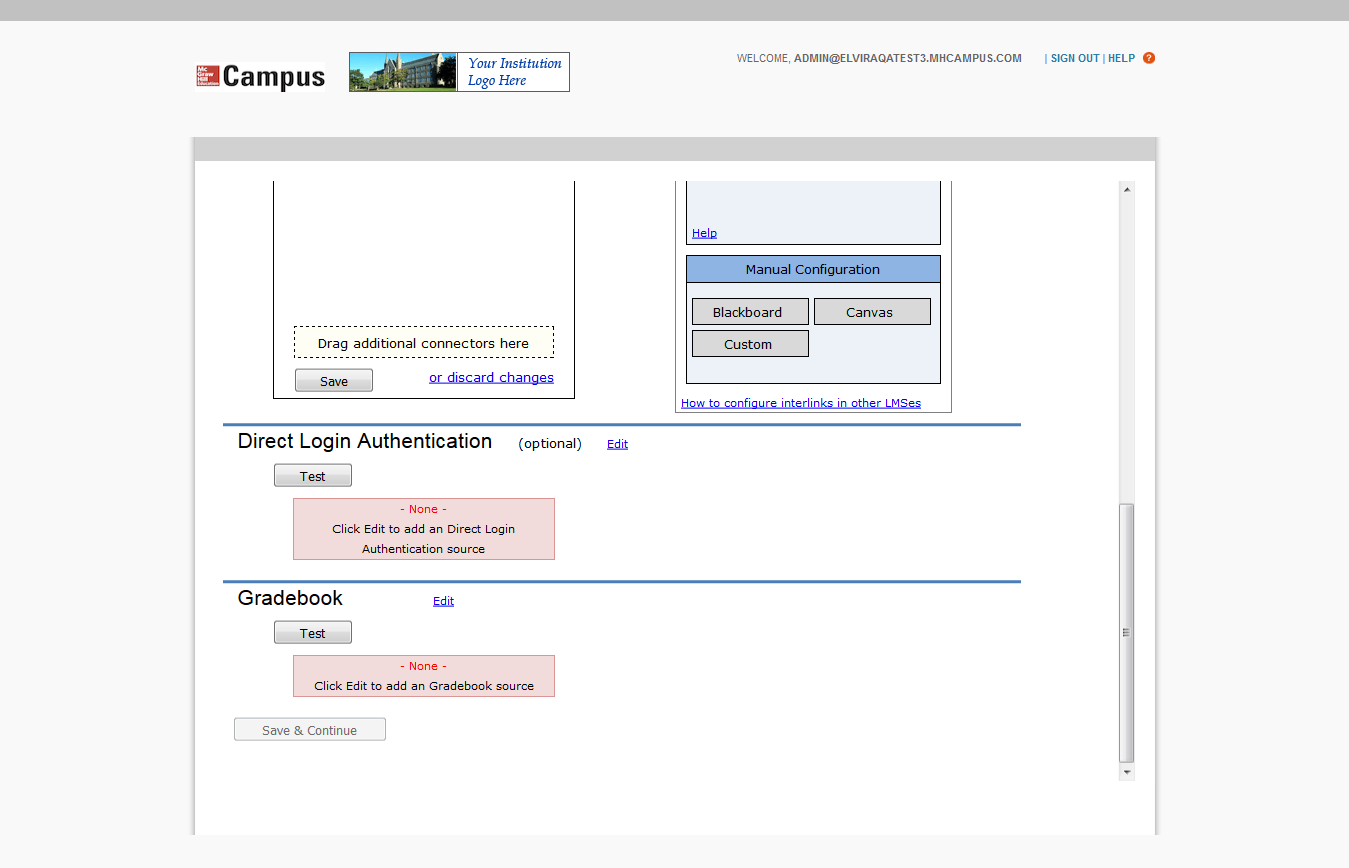 Mc Graw Hill Education
Campus
Your Institution
Logo Here
WELCOME, ADMIN@ELVIRAQATEST3.MHCAMPUS.COM | SIGN OUT | HELP ?
Help
Manual Configuration
Blackboard Canvas
Custom
Drag additional connectors here
Save or discard changes
How to configure interlinks in other LMSes
Direct Login Authentication (optional) Edit
Test
- None -
Click Edit to add an Direct Login
Authentication source
Gradebook Edit
Test
- None -
Click Edit to add an Gradebook source
Save & Continue